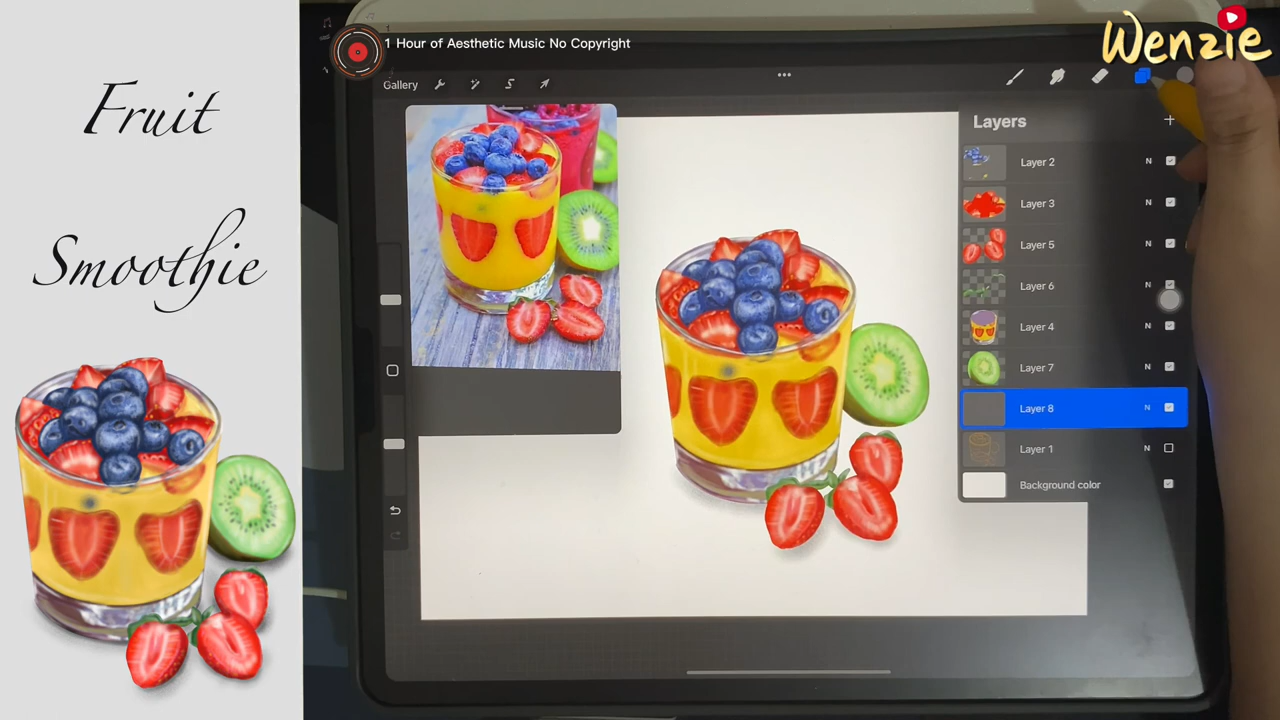 Fruit
Smoothie
1 Hour of Aesthetic Music No Copyright
Wenzie
Gallery
Layers
Layer 2 N
Layer 3 N
Layer 5 N
Layer 6 N
Layer 4 N
Layer 7 N
Layer 8 N
Layer 1 N
Background color